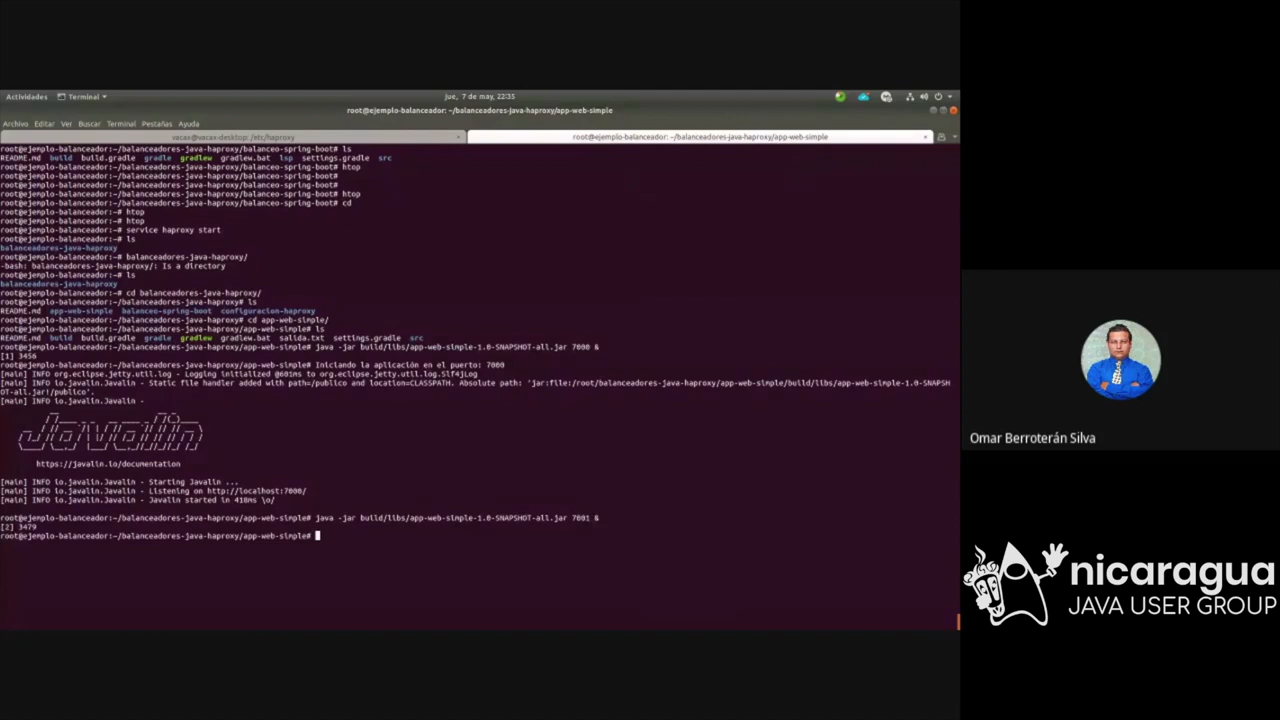 Actividades Terminal jue, 7 de may, 22:35
root@ejemplo-balanceador: ~/balanceadores-java-haproxy/app-web-simple
Archivo Editar Ver Buscar Terminal Pestañas Ayuda
vacax@vacax-desktop: /etc/haproxy
root@ejemplo-balanceador: ~/balanceadores-java-haproxy/app-web-simple
root@ejemplo-balanceador:~/balanceadores-java-haproxy/balanceo-spring-boot# ls
README.md build build.gradle gradle gradlew gradlew.bat lsp settings.gradle src
root@ejemplo-balanceador:~/balanceadores-java-haproxy/balanceo-spring-boot# htop
root@ejemplo-balanceador:~/balanceadores-java-haproxy/balanceo-spring-boot#
root@ejemplo-balanceador:~/balanceadores-java-haproxy/balanceo-spring-boot#
root@ejemplo-balanceador:~/balanceadores-java-haproxy/balanceo-spring-boot# htop
root@ejemplo-balanceador:~/balanceadores-java-haproxy/balanceo-spring-boot# cd
root@ejemplo-balanceador:~# htop
root@ejemplo-balanceador:~# htop
root@ejemplo-balanceador:~# service haproxy start
root@ejemplo-balanceador:~# ls
balanceadores-java-haproxy
root@ejemplo-balanceador:~# balanceadores-java-haproxy/
-bash: balanceadores-java-haproxy/: Is a directory
root@ejemplo-balanceador:~# ls
balanceadores-java-haproxy
root@ejemplo-balanceador:~# cd balanceadores-java-haproxy/
root@ejemplo-balanceador:~/balanceadores-java-haproxy# ls
README.md app-web-simple balanceo-spring-boot configuracion-haproxy
root@ejemplo-balanceador:~/balanceadores-java-haproxy# cd app-web-simple/
root@ejemplo-balanceador:~/balanceadores-java-haproxy/app-web-simple# ls
README.md build build.gradle gradle gradlew gradlew.bat salida.txt settings.gradle src
root@ejemplo-balanceador:~/balanceadores-java-haproxy/app-web-simple# java -jar build/libs/app-web-simple-1.0-SNAPSHOT-all.jar 7000 &
[1] 3456
root@ejemplo-balanceador:~/balanceadores-java-haproxy/app-web-simple# Iniciando la aplicación en el puerto: 7000
[main] INFO org.eclipse.jetty.util.log - Logging initialized @601ms to org.eclipse.jetty.util.log.Slf4jLog
[main] INFO io.javalin.Javalin - Static file handler added with path=/publico and location=CLASSPATH. Absolute path: 'jar:file:/root/balanceadores-java-haproxy/app-web-simple/build/libs/app-web-simple-1.0-SNAPSH
OT-all.jar!/publico'.
[main] INFO io.javalin.Javalin -
Javalin
https://javalin.io/documentation
[main] INFO io.javalin.Javalin - Starting Javalin ...
[main] INFO io.javalin.Javalin - Listening on http://localhost:7000/
[main] INFO io.javalin.Javalin - Javalin started in 418ms \o/
root@ejemplo-balanceador:~/balanceadores-java-haproxy/app-web-simple# java -jar build/libs/app-web-simple-1.0-SNAPSHOT-all.jar 7001 &
[2] 3479
root@ejemplo-balanceador:~/balanceadores-java-haproxy/app-web-simple#
Omar Berroterán Silva
nicaragua
JAVA USER GROUP